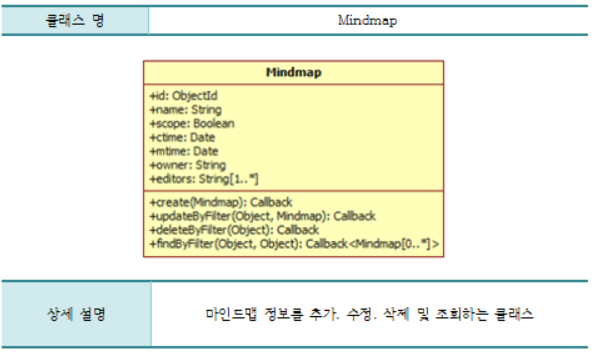 클래스 명 Mindmap
Mindmap
+id: ObjectId
+name: String
+scope: Boolean
+ctime: Date
+mtime: Date
+owner: String
+editors: String[1..*]
+create(Mindmap): Callback
+updateByFilter(Object, Mindmap): Callback
+deleteByFilter(Object): Callback
+findByFilter(Object, Object): Callback<Mindmap[0..*]>
상세 설명 마인드맵 정보를 추가. 수정. 삭제 및 조회하는 클래스